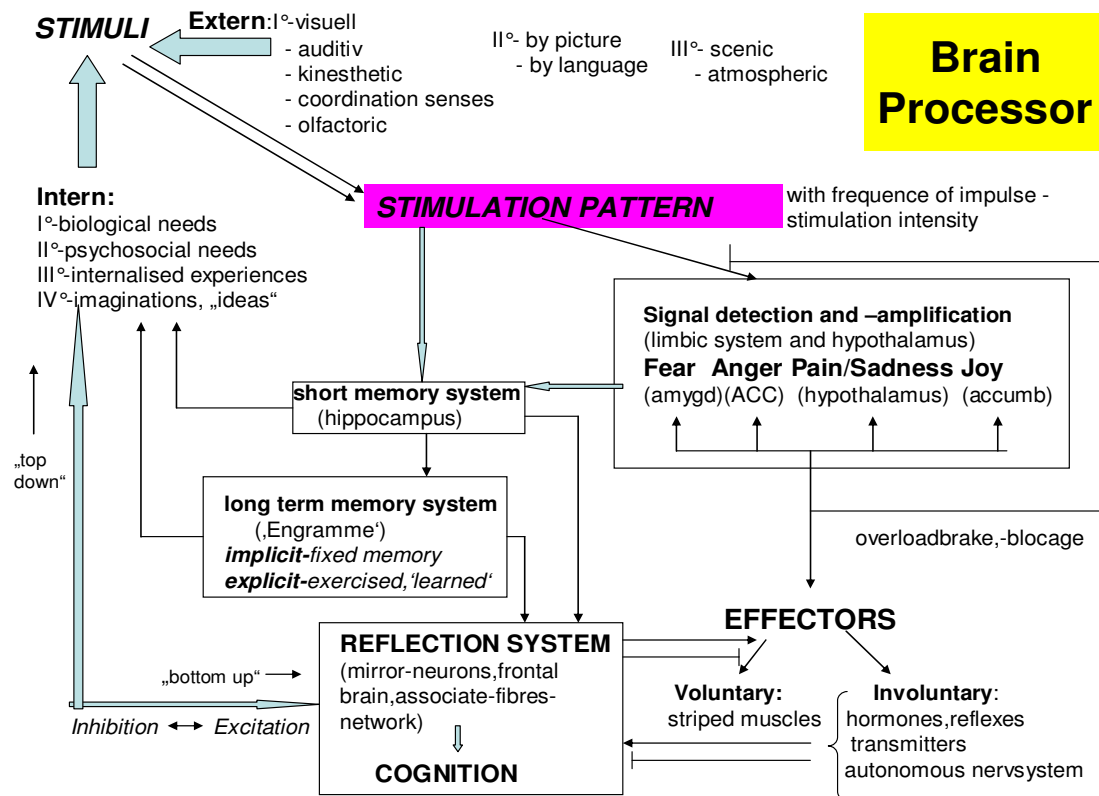 STIMULI
Extern:I°-visuell
- auditiv
- kinesthetic
- coordination senses
- olfactoric
II°- by picture
- by language
III°- scenic
- atmospheric
Brain
Processor
Intern:
I°-biological needs
II°-psychosocial needs
III°-internalised experiences
IV°-imaginations, „ideas“
STIMULATION PATTERN
with frequence of impulse -
stimulation intensity
Signal detection and –amplification
(limbic system and hypothalamus)
Fear Anger Pain/Sadness Joy
(amygd)(ACC) (hypothalamus) (accumb)
short memory system
(hippocampus)
„top
down“
long term memory system
(‚Engramme‘)
implicit-fixed memory
explicit-exercised,‘learned‘
overloadbrake,-blocage
EFFECTORS
REFLECTION SYSTEM
(mirror-neurons,frontal
brain,associate-fibres-
network)
COGNITION
„bottom up“
Inhibition Excitation
Voluntary:
striped muscles
Involuntary:
hormones,reflexes
transmitters
autonomous nervsystem